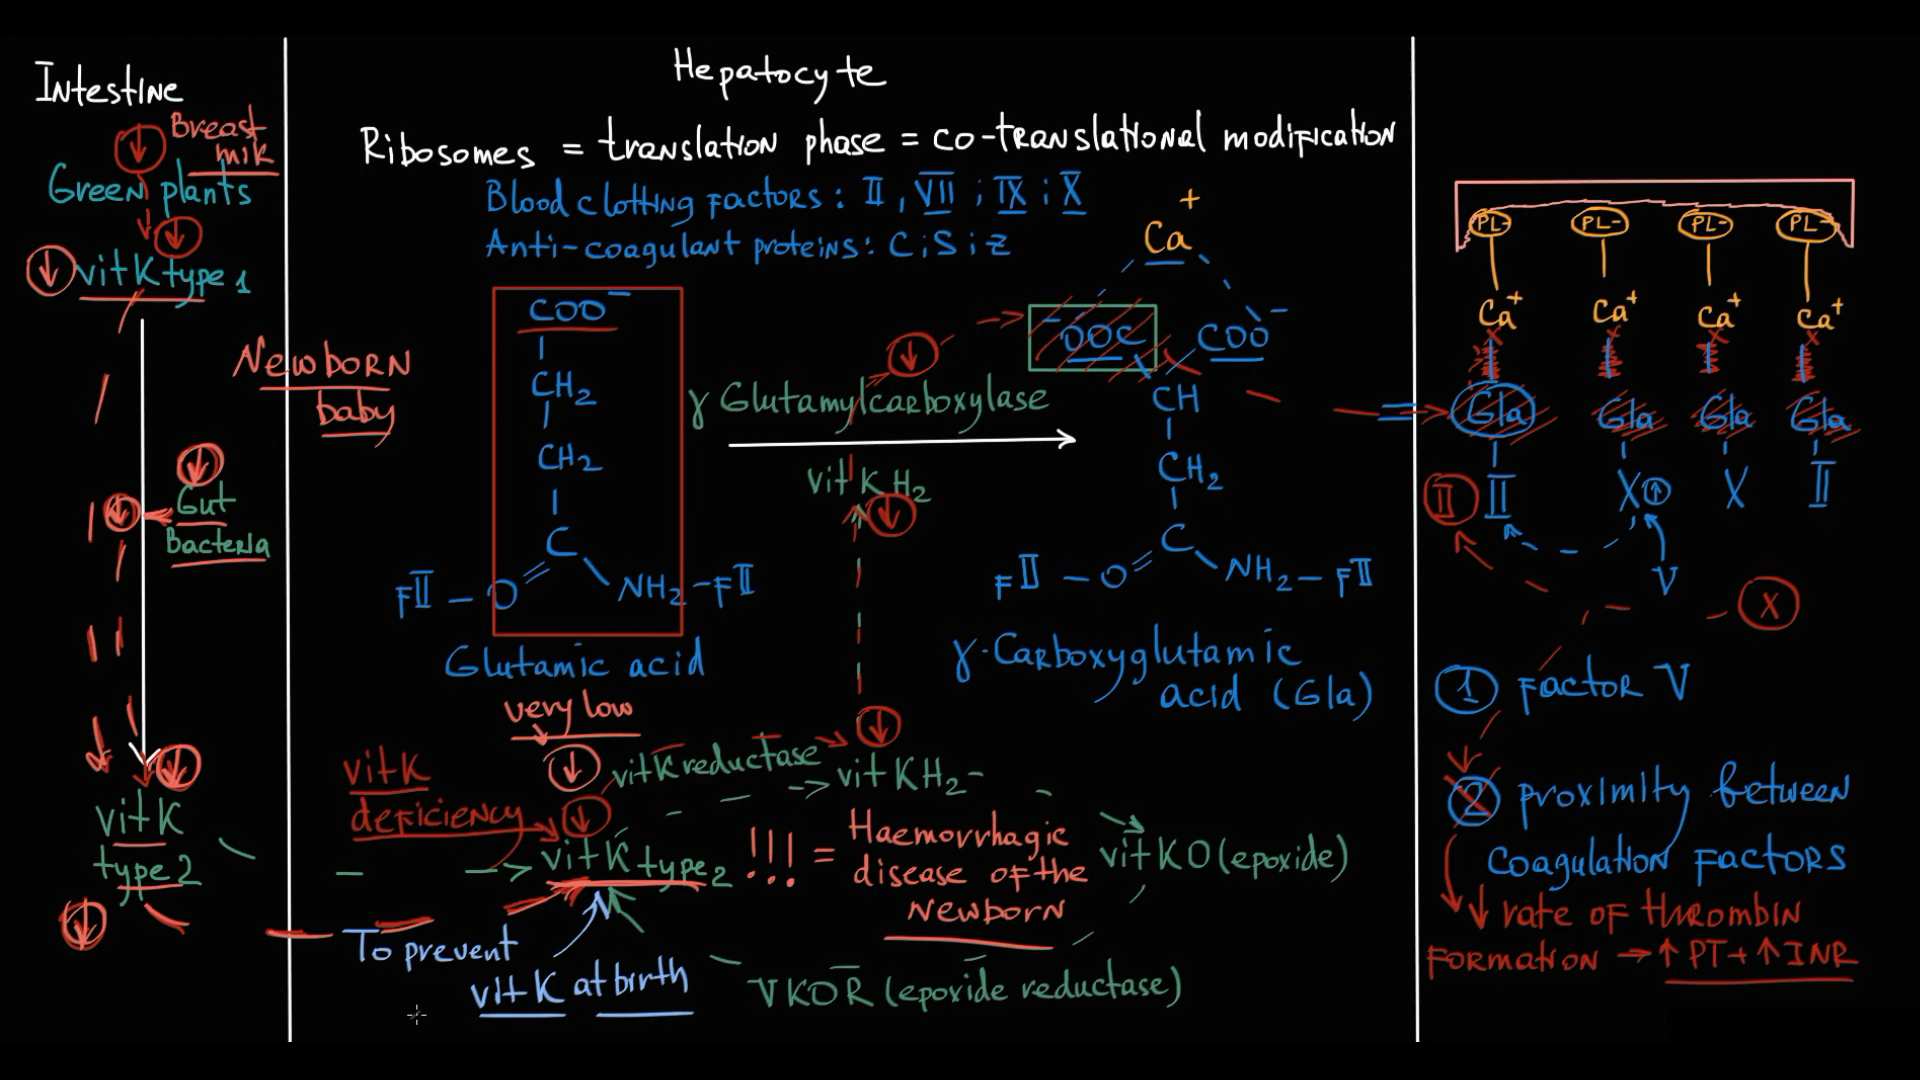 Intestine
Breast
mik
Green plants
vit K type 1
Newborn
baby
Gut
Bacteria
vit K
type 2
Hepatocyte
Ribosomes = translation phase = co-translational modification
Blood clotting factors: II, VII; IX; X
Anti-coagulant proteins: C; S; Z
COO⁻
CH₂
CH₂
C
FII – O
NH₂ – FII
Glutamic acid
γ Glutamylcarboxylase
vit KH₂
Ca⁺
⁻OOC
COO⁻
CH
CH₂
C
FII – O
NH₂ – FII
γ-Carboxyglutamic
acid (Gla)
very low
vit K
deficiency
vit K reductase
vit KH₂
vit K type 2
!!! = Haemorrhagic
disease of the
Newborn
vit KO (epoxide)
To prevent
vit K at birth
VKOR (epoxide reductase)
PL- PL- PL- PL-
Ca⁺ Ca⁺ Ca⁺ Ca⁺
Gla Gla Gla Gla
II II X X II
V
X
1 Factor V
2 proximity between
coagulation factors
↓ rate of thrombin
formation → ↑ PT + ↑ INR